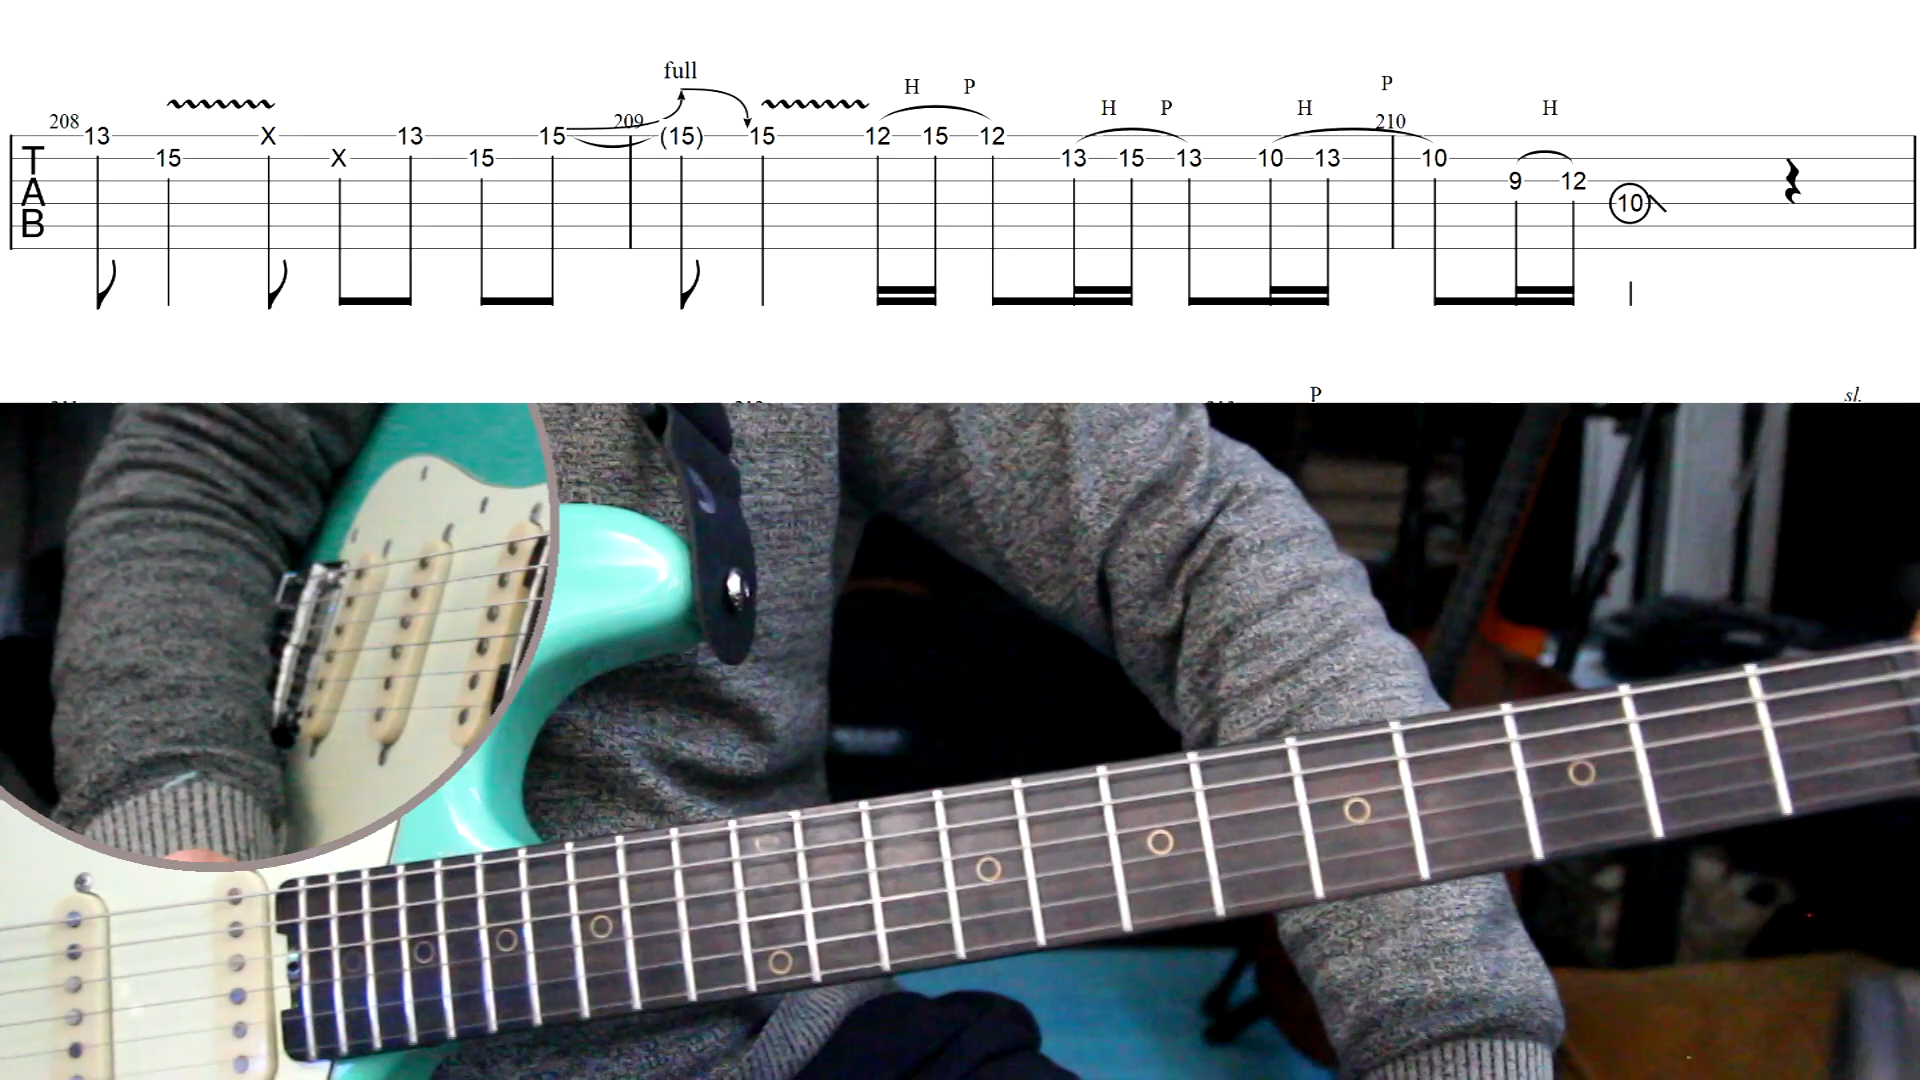 full
H P P
208 209 H P H 210 H
13 X 13 15 (15) 15 12 15 12
15 X 15 13 15 13 10 13 10
T
9 12
A
10
B
P sl.